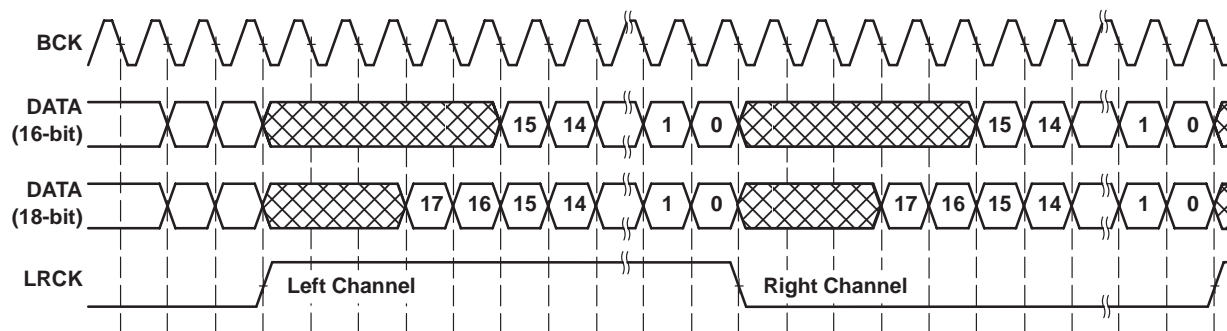 BCK
DATA
(16-bit)
15 14 1 0 15 14 1 0
DATA
(18-bit)
17 16 15 14 1 0 17 16 15 14 1 0
LRCK
Left Channel
Right Channel